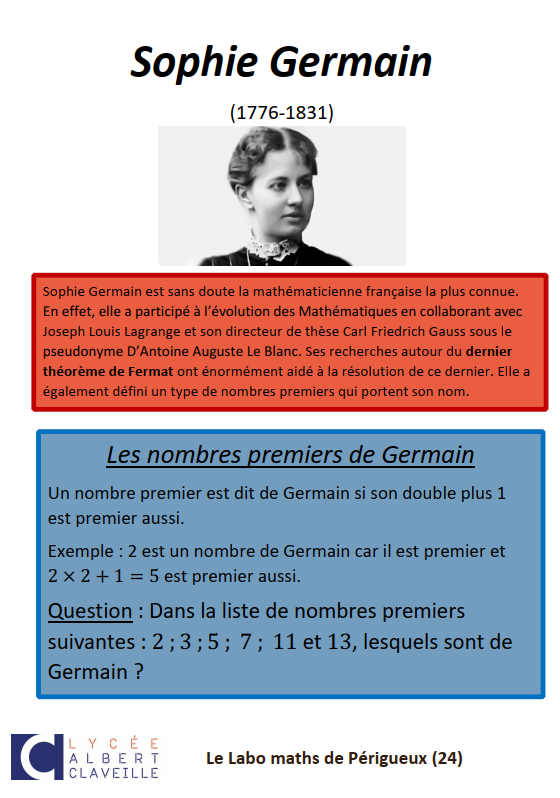 Sophie Germain
(1776-1831)
Sophie Germain est sans doute la mathématicienne française la plus connue.
En effet, elle a participé à l'évolution des Mathématiques en collaborant avec
Joseph Louis Lagrange et son directeur de thèse Carl Friedrich Gauss sous le
pseudonyme D'Antoine Auguste Le Blanc. Ses recherches autour du dernier
théorème de Fermat ont énormément aidé à la résolution de ce dernier. Elle a
également défini un type de nombres premiers qui portent son nom.
Les nombres premiers de Germain
Un nombre premier est dit de Germain si son double plus 1
est premier aussi.
Exemple : 2 est un nombre de Germain car il est premier et
2 × 2 + 1 = 5 est premier aussi.
Question : Dans la liste de nombres premiers
suivantes : 2 ; 3 ; 5 ; 7 ; 11 et 13, lesquels sont de
Germain ?
LYCÉE
ALBERT
CLAVEILLE
Le Labo maths de Périgueux (24)